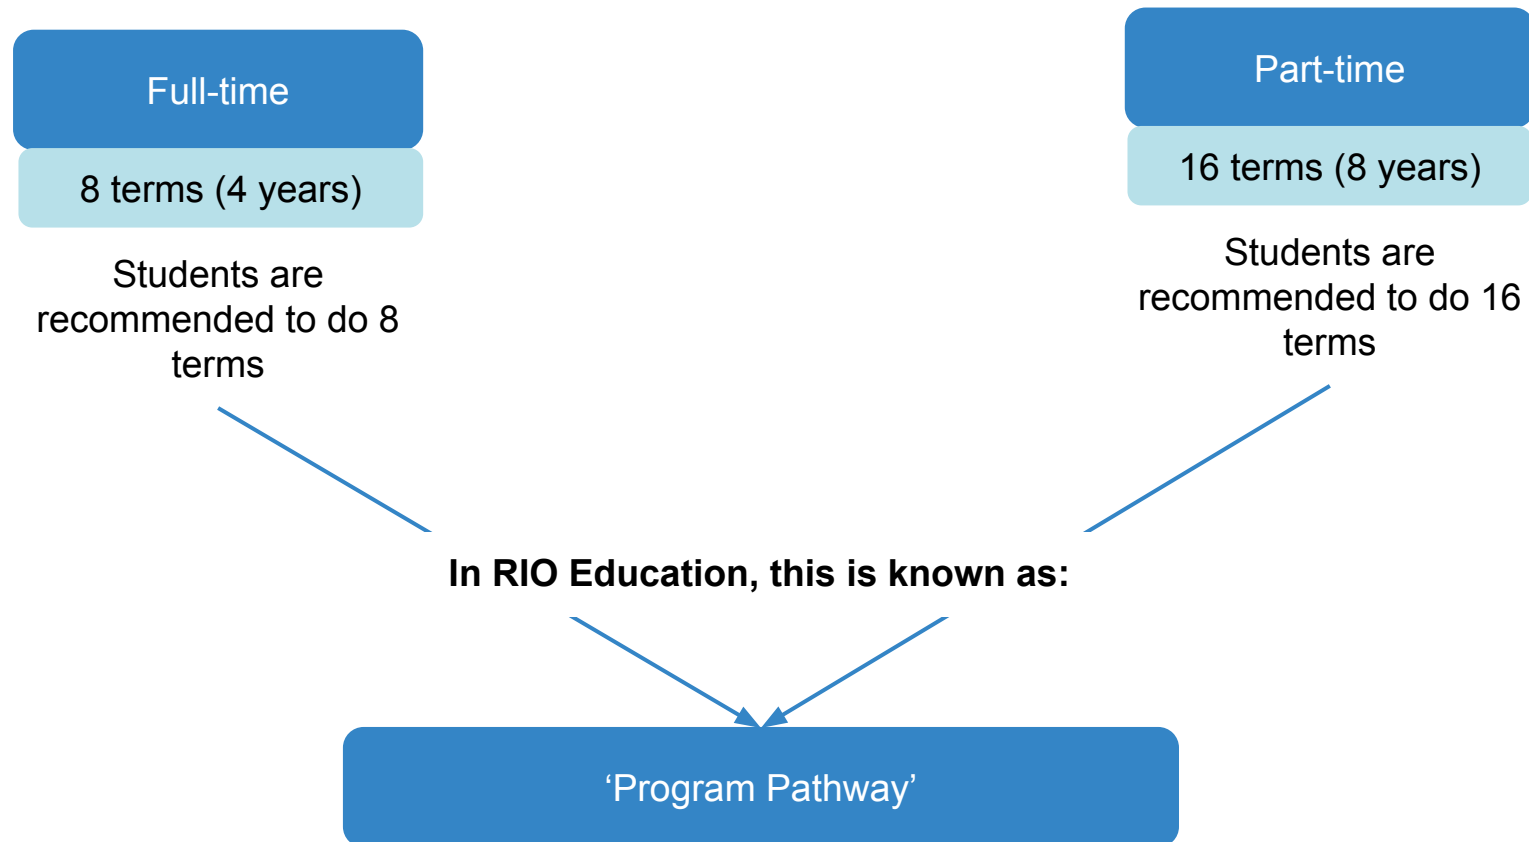 Full-time
8 terms (4 years)
Students are
recommended to do 8
terms
Part-time
16 terms (8 years)
Students are
recommended to do 16
terms
In RIO Education, this is known as:
‘Program Pathway’